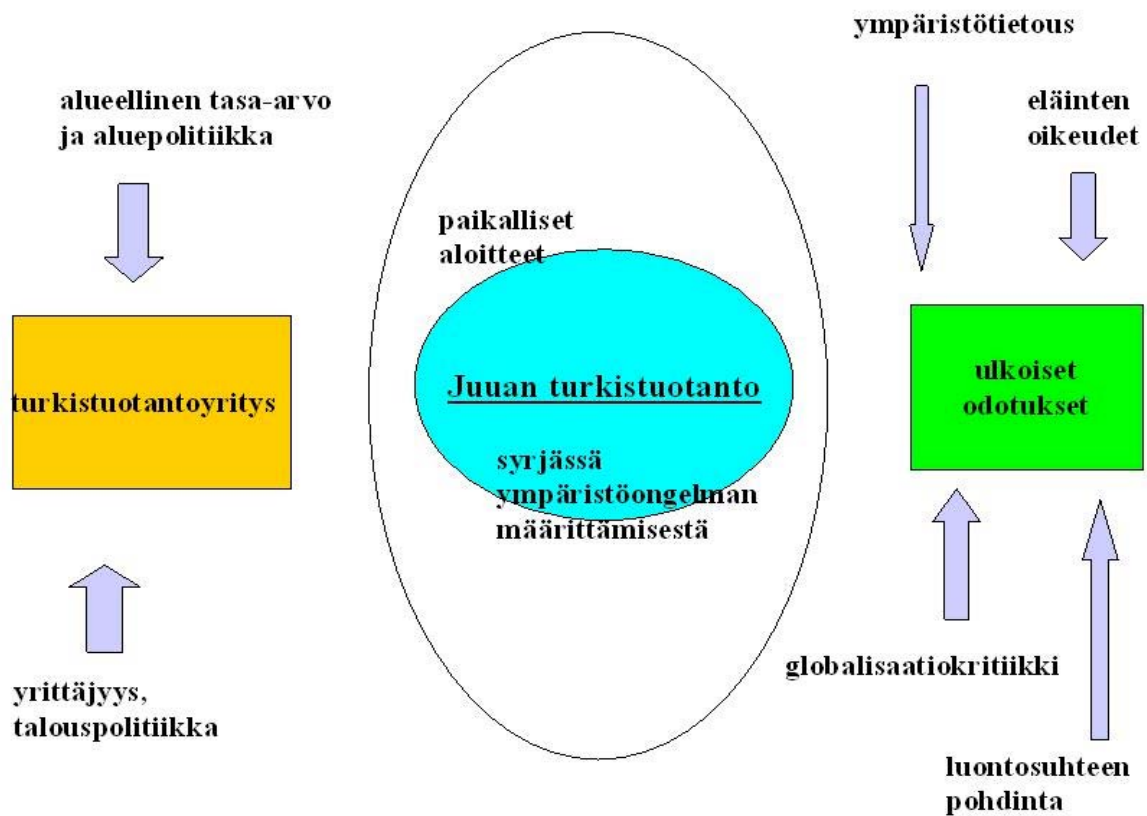 alueellinen tasa-arvo
ja aluepolitiikka
turkistuotantoyritys
yrittäjyys,
talouspolitiikka
paikalliset
aloitteet
Juuan turkistuotanto
syrjässä
ympäristöongelman
määrittämisestä
ympäristötietous
eläinten
oikeudet
ulkoiset
odotukset
globalisaatiokritiikki
luontosuhteen
pohdinta